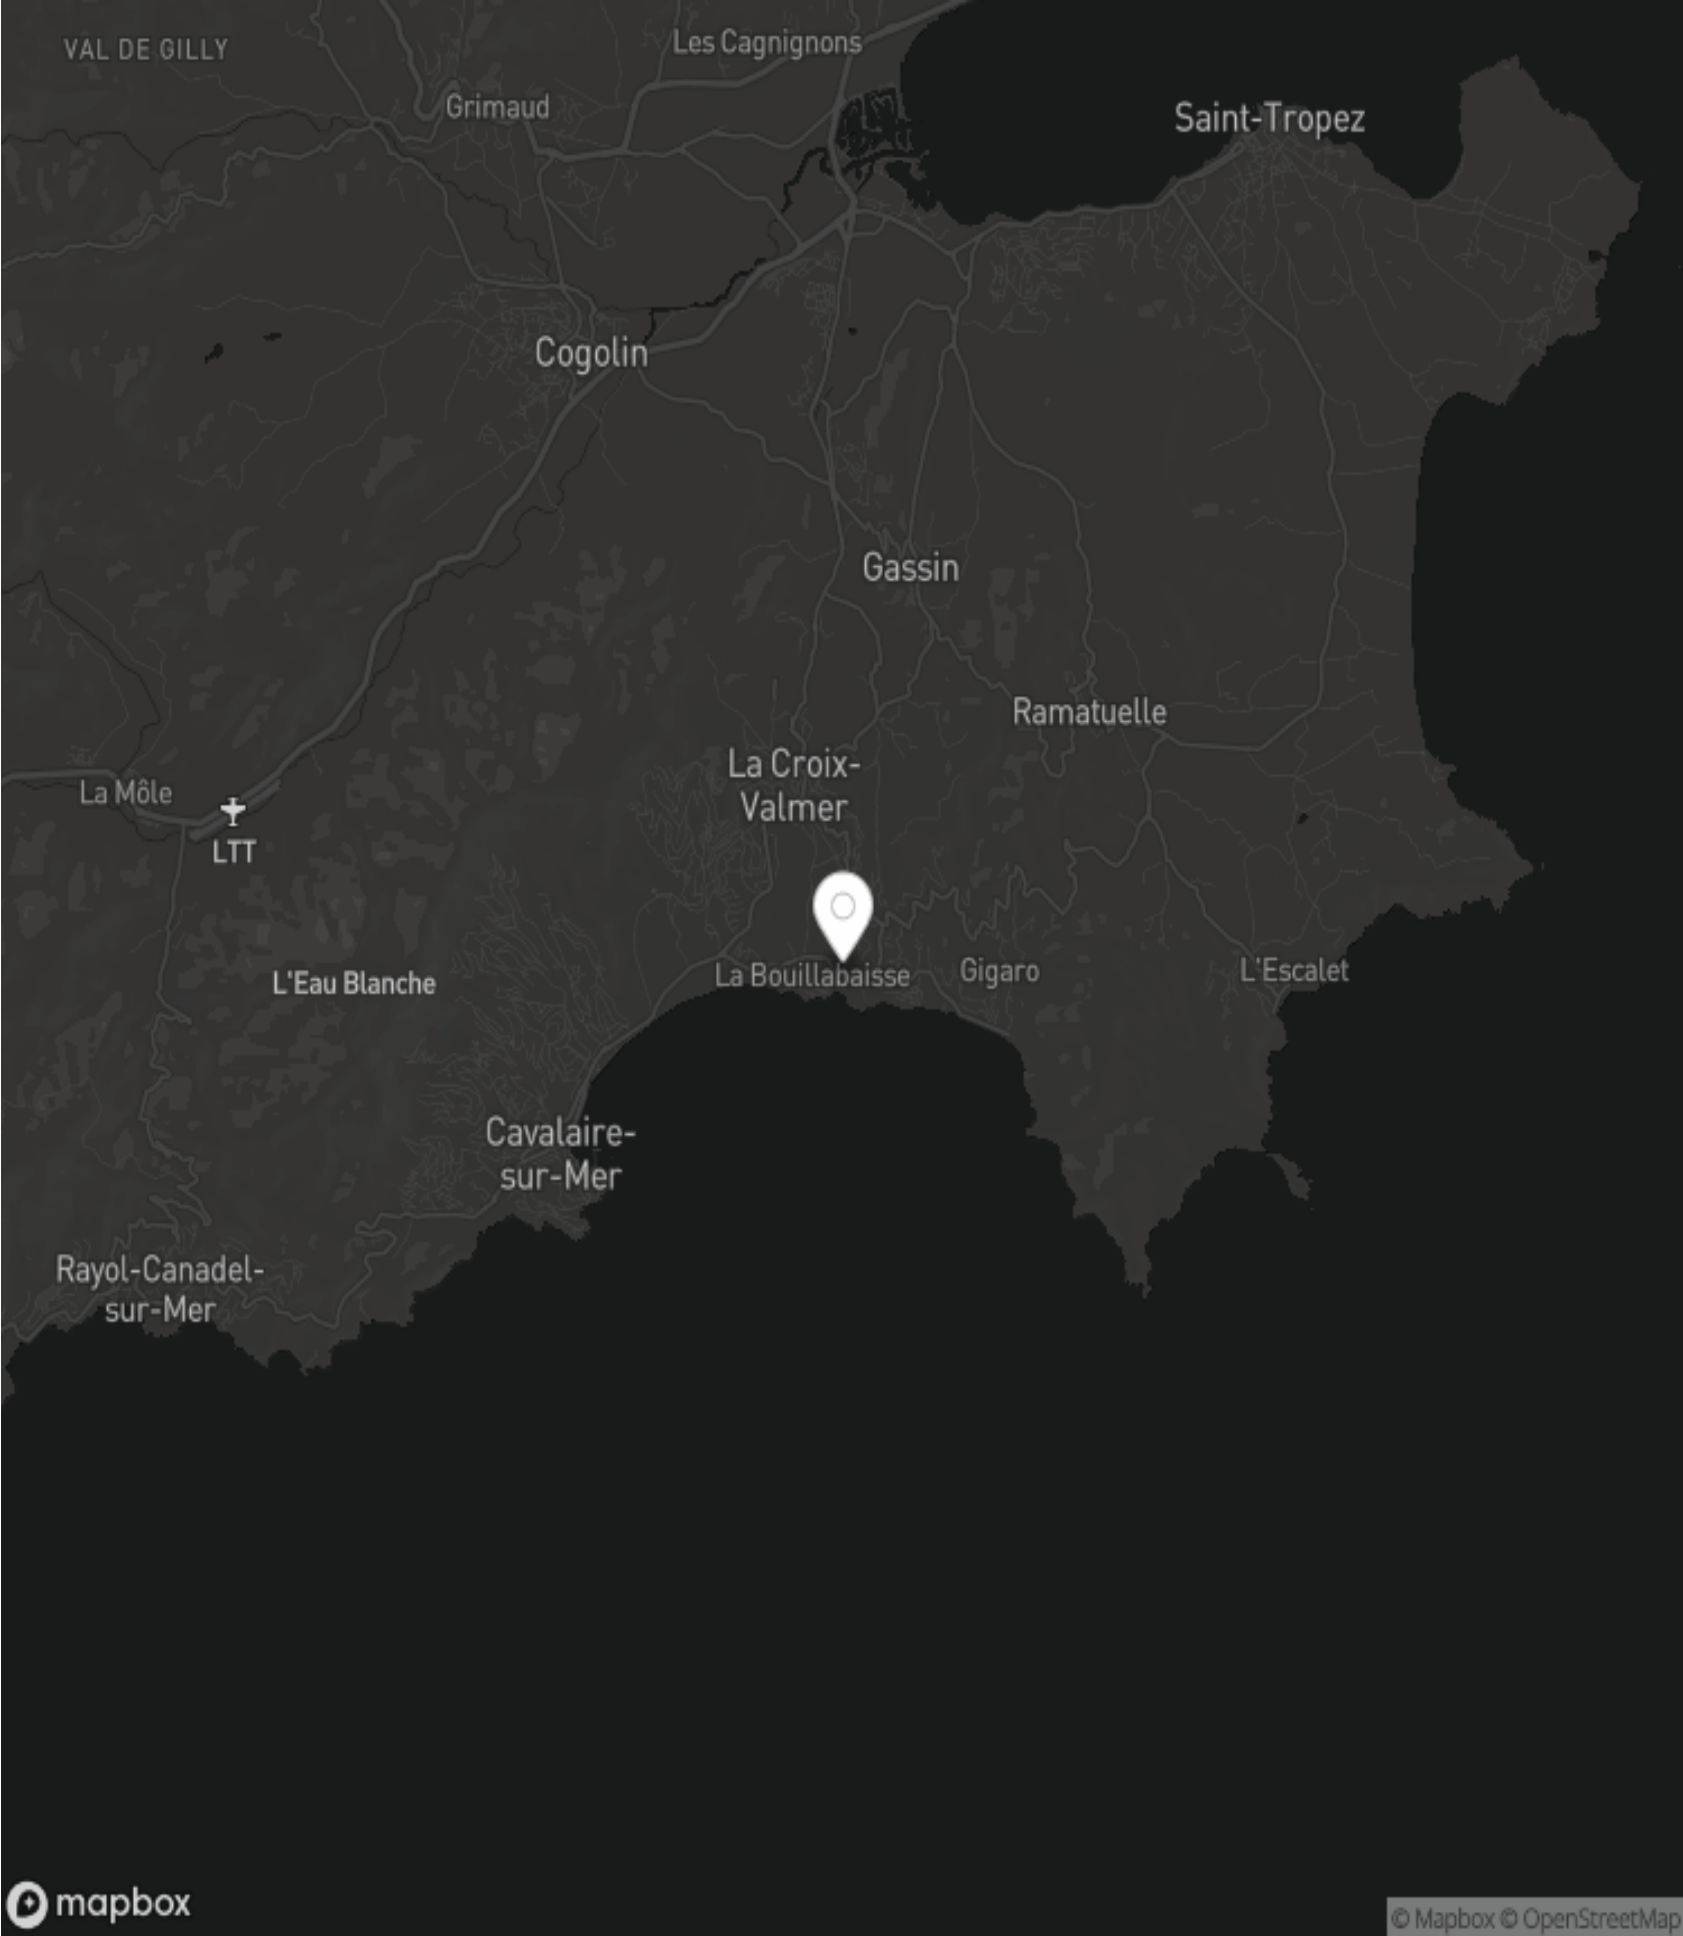 Les Cagnignons
VAL DE GILLY
Grimaud
Saint-Tropez
Cogolin
Gassin
Ramatuelle
La Croix-
Valmer
La Môle
LTT
L'Eau Blanche
La Bouillabaisse
Gigaro
L'Escalet
Cavalaire-
sur-Mer
Rayol-Canadel-
sur-Mer
mapbox
© Mapbox © OpenStreetMap